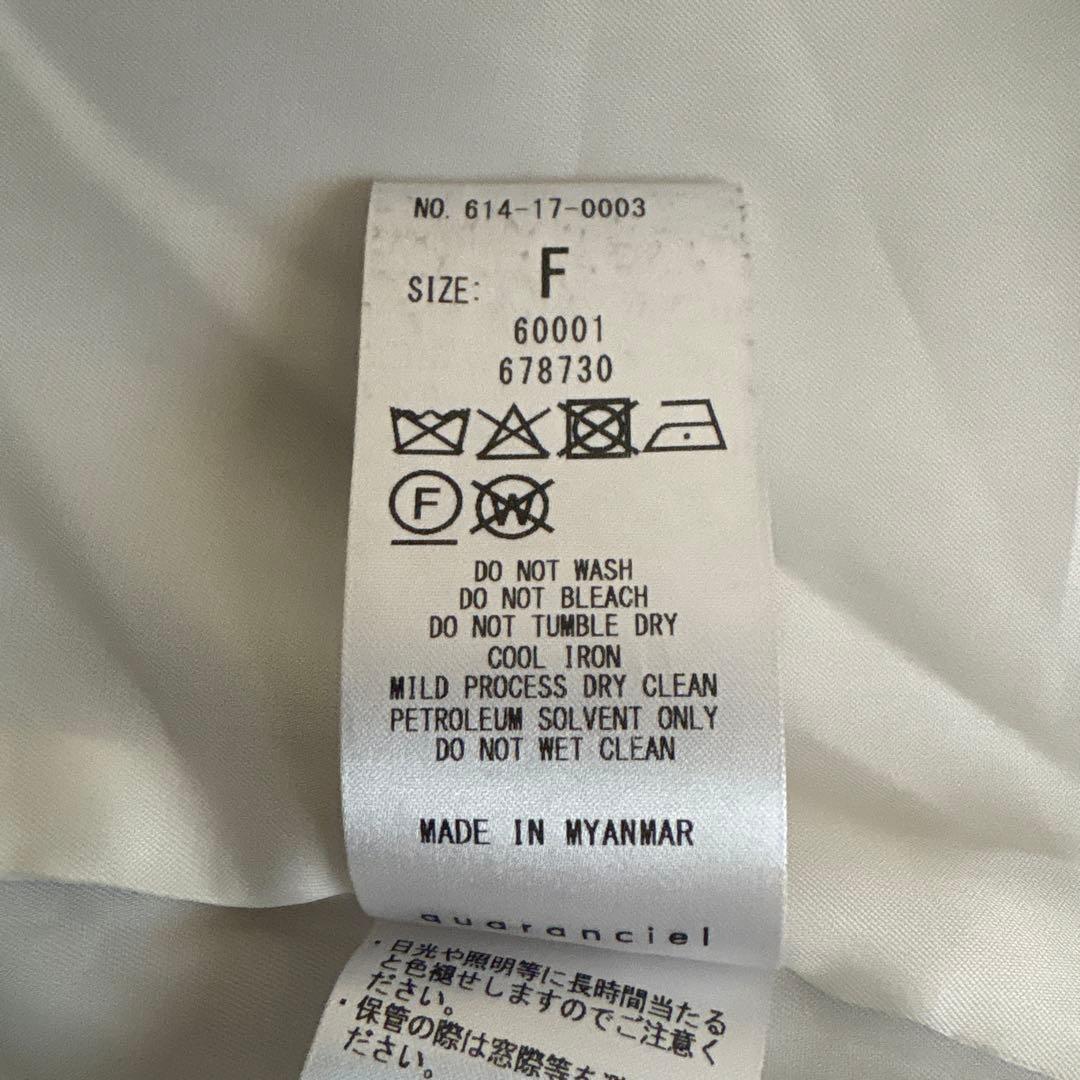 NO. 614-17-0003
SIZE: F
60001
678730
F W
DO NOT WASH
DO NOT BLEACH
DO NOT TUMBLE DRY
COOL IRON
MILD PROCESS DRY CLEAN
PETROLEUM SOLVENT ONLY
DO NOT WET CLEAN
MADE IN MYANMAR
auaranciel
・日光や照明等に長時間当たる
と色褪せしますのでご注意く
ださい。
・保管の際は窓際等を
ださい。